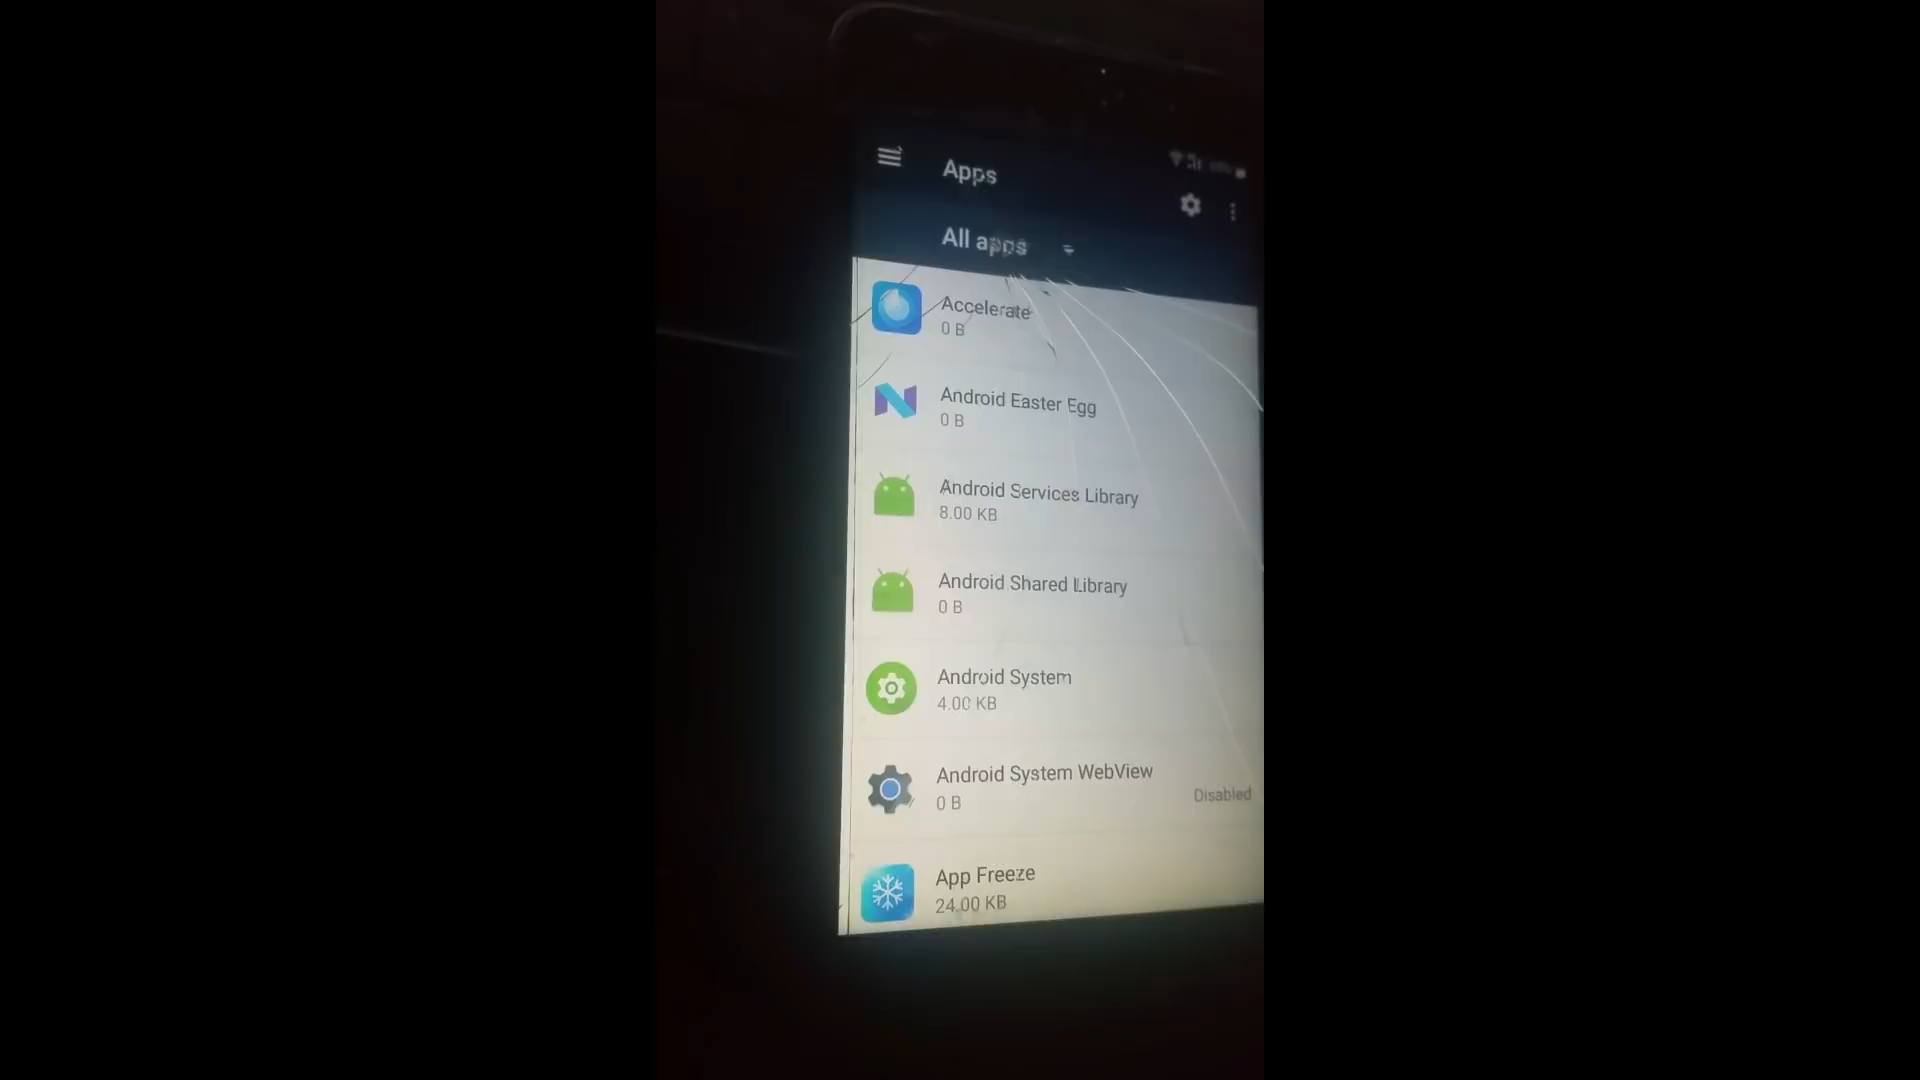 Apps
All apps
Accelerate
0 B
Android Easter Egg
0 B
Android Services Library
8.00 KB
Android Shared Library
0 B
Android System
4.00 KB
Android System WebView
0 B
Disabled
App Freeze
24.00 KB